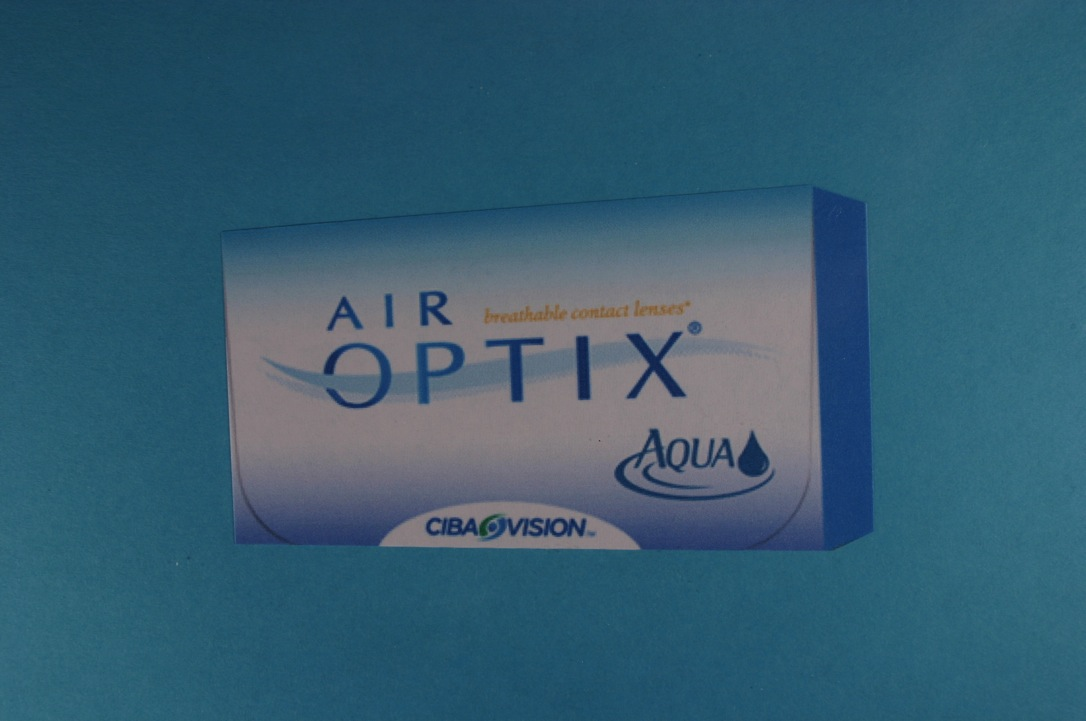 AIR
breathable contact lenses*
OPTIX®
AQUA
CIBA VISION™